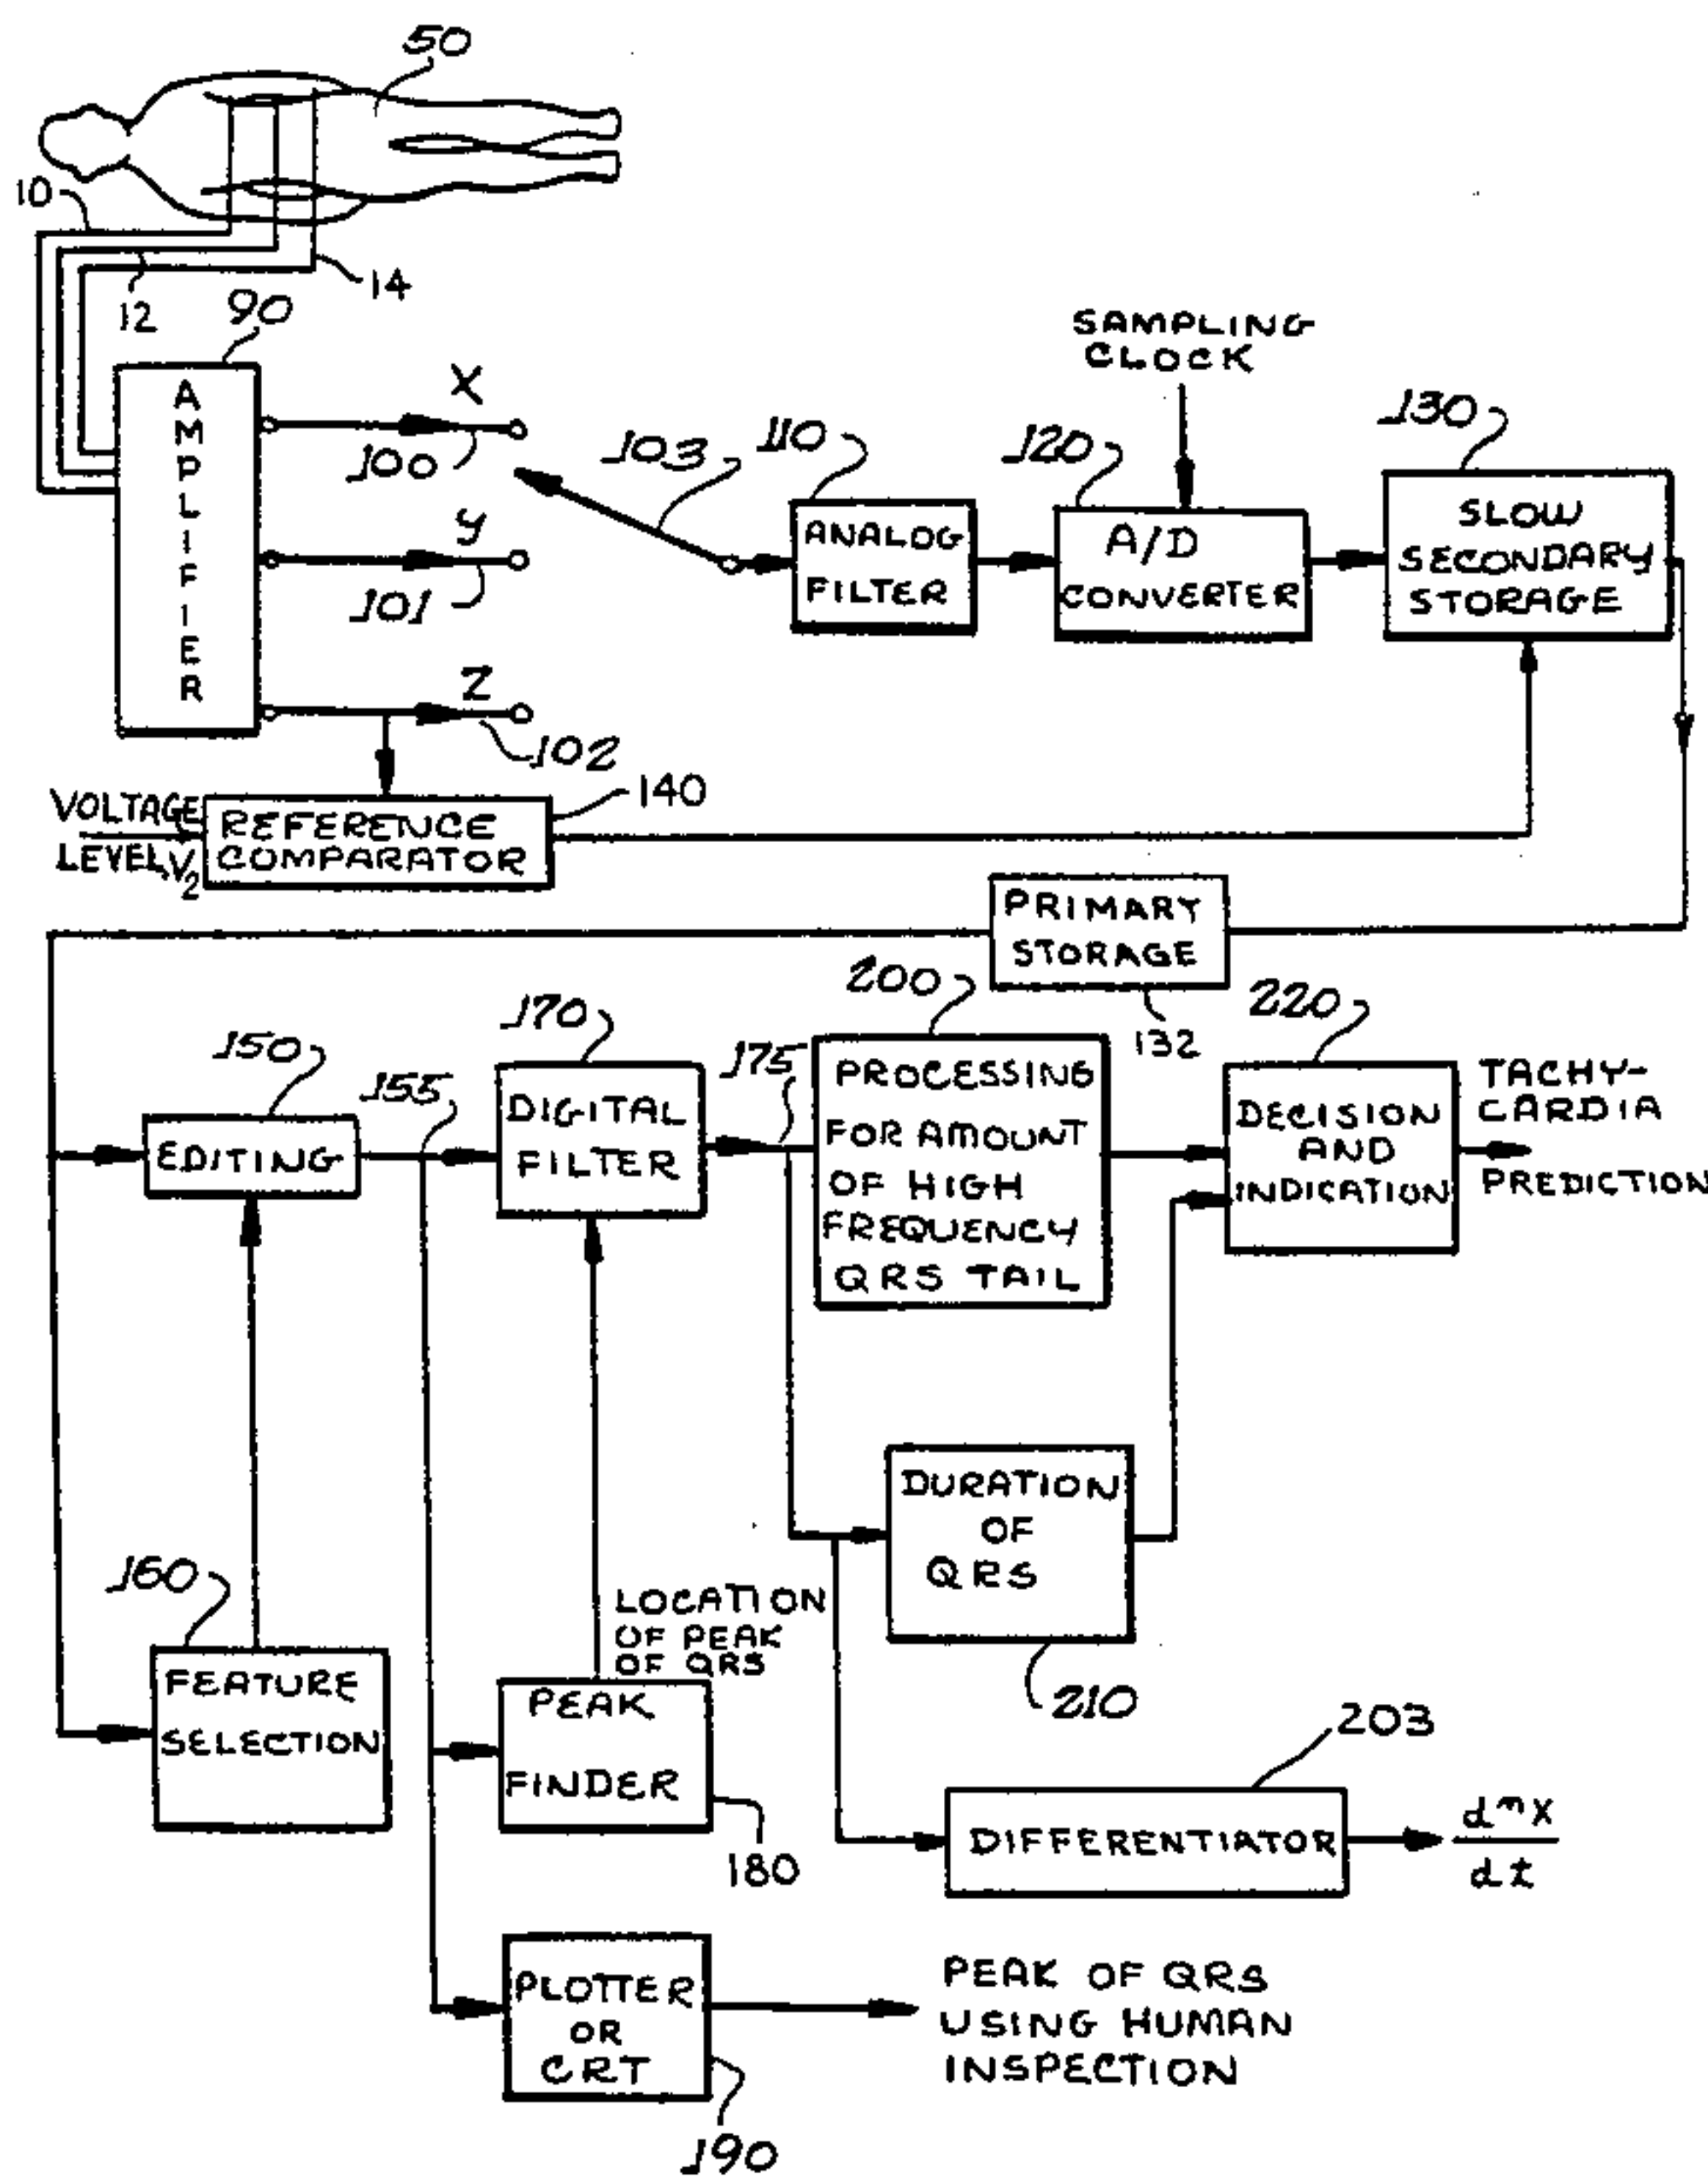 50
10
12
14
90
AMPLIFIER
X
100
y
101
Z
102
103
110
ANALOG
FILTER
SAMPLING
CLOCK
120
A/D
CONVERTER
130
SLOW
SECONDARY
STORAGE
VOLTAGE
LEVEL, V2
REFERENCE
COMPARATOR
140
PRIMARY
STORAGE
132
150
EDITING
155
170
DIGITAL
FILTER
175
200
PROCESSING
FOR AMOUNT
OF HIGH
FREQUENCY
QRS TAIL
220
DECISION
AND
INDICATION
TACHY-
CARDIA
PREDICTION
160
FEATURE
SELECTION
LOCATION
OF PEAK
OF QRS
PEAK
FINDER
180
DURATION
OF
QRS
210
203
DIFFERENTIATOR
dⁿX
dt
PLOTTER
OR
CRT
190
PEAK OF QRS
USING HUMAN
INSPECTION